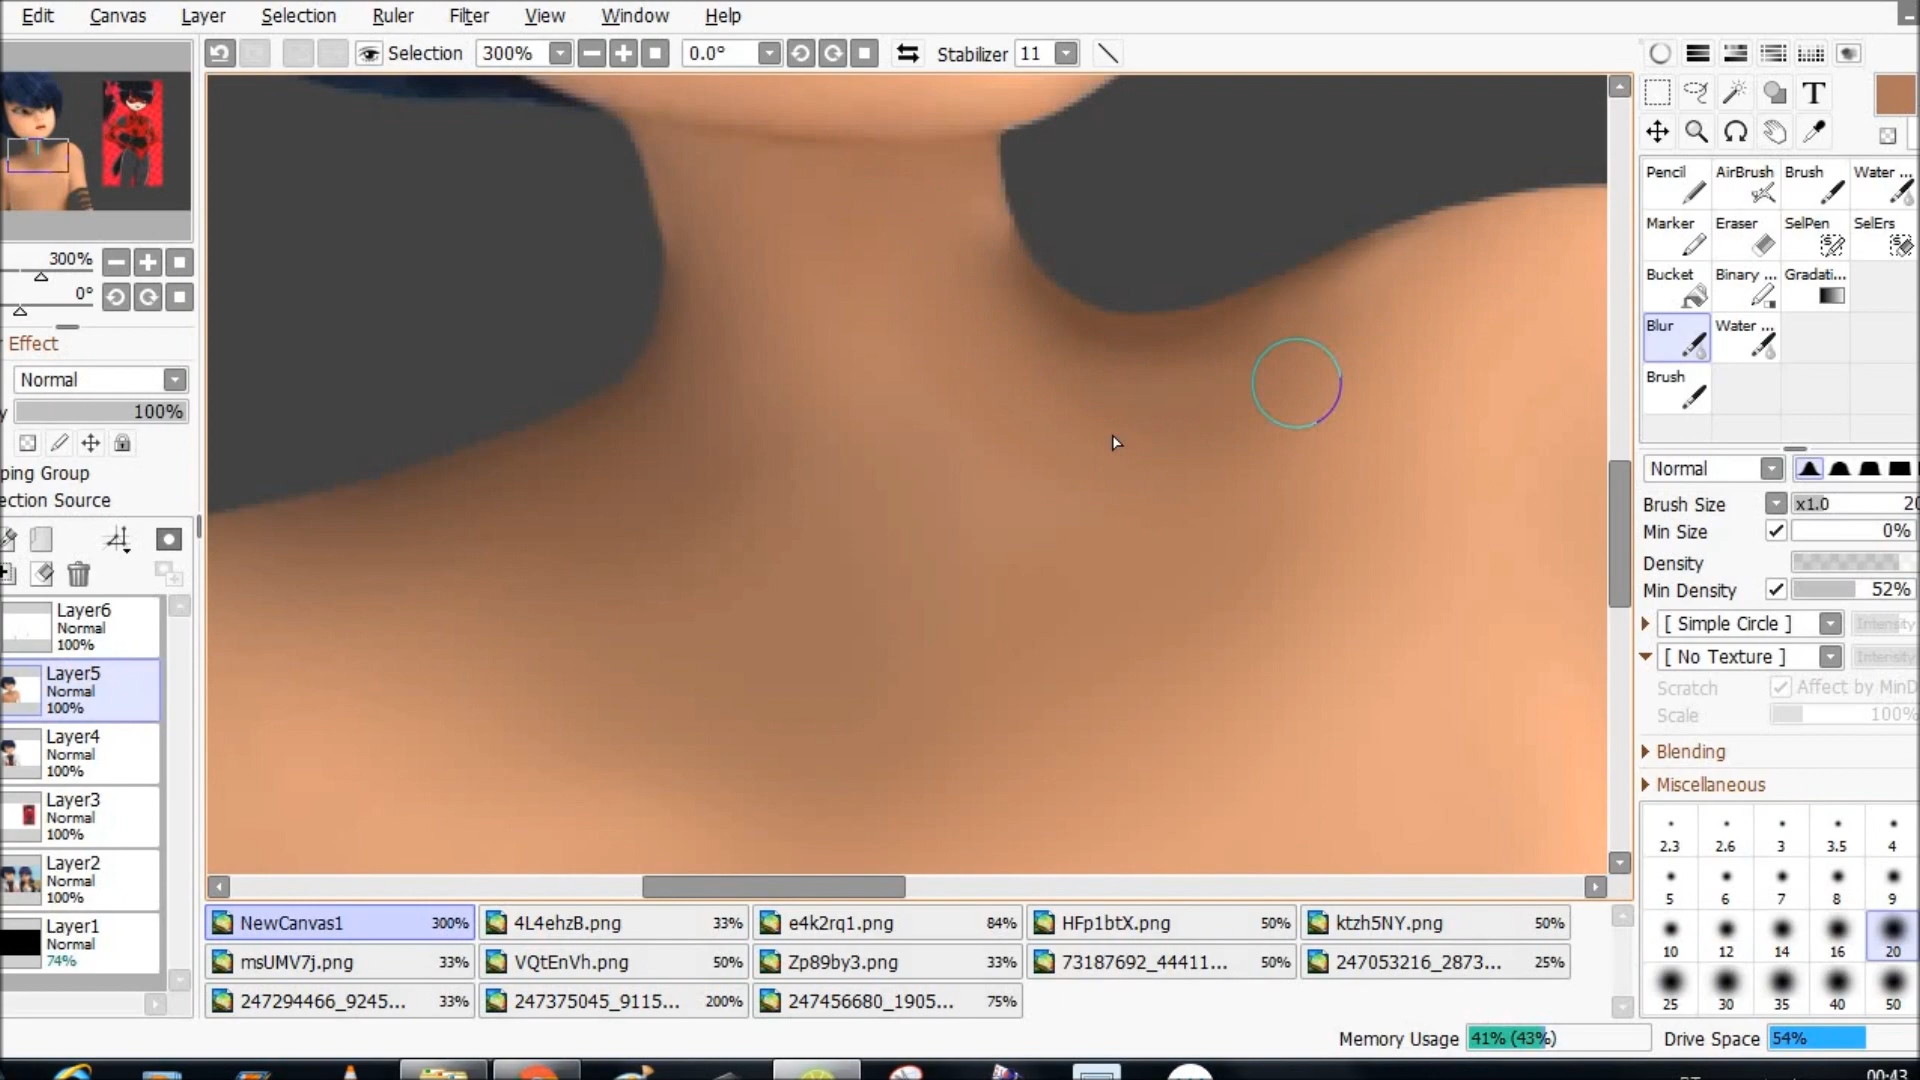 Edit Canvas Layer Selection Ruler Filter View Window Help
Selection 300% 0.0° Stabilizer 11
300%
0°
Effect
Normal
100%
Layer6
Normal
100%
Layer5
Normal
100%
Layer4
Normal
100%
Layer3
Normal
100%
Layer2
Normal
100%
Layer1
Normal
74%
T
Pencil AirBrush Brush Water ...
Marker Eraser SelPen SelErs
Bucket Binary ... Gradati...
Blur Water ...
Brush
Normal
Brush Size x1.0
Min Size 0%
Density
Min Density 52%
[ Simple Circle ] Intensity
[ No Texture ] Intensity
Scratch Affect by MinD
Scale 100%
Blending
Miscellaneous
2.3 2.6 3 3.5 4
5 6 7 8 9
10 12 14 16 20
25 30 35 40 50
NewCanvas1 300% 4L4ehzB.png 33% e4k2rq1.png 84% HFp1btX.png 50% ktzh5NY.png 50%
msUMV7j.png 33% VQtEnVh.png 50% Zp89by3.png 33% 73187692_44411... 50% 247053216_2873... 25%
247294466_9245... 33% 247375045_9115... 200% 247456680_1905... 75%
Memory Usage 41% (43%) Drive Space 54%
00:43